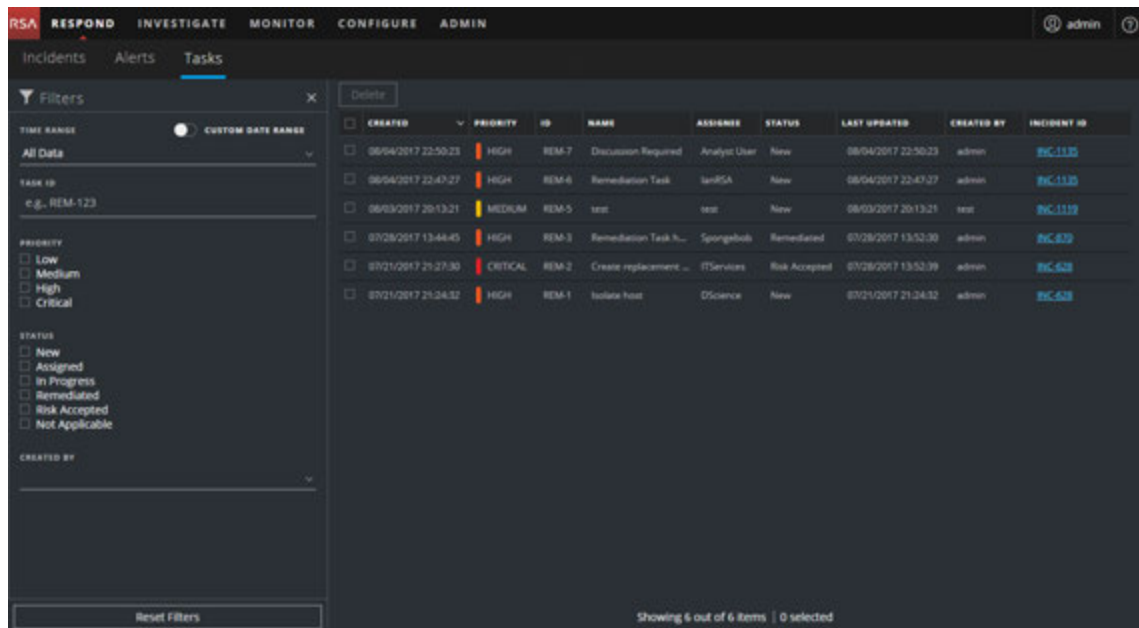 RSA RESPOND INVESTIGATE MONITOR CONFIGURE ADMIN admin ?
Incidents Alerts Tasks
Filters ×
TIME RANGE CUSTOM DATE RANGE
All Data
TASK ID
e.g., REM-123
PRIORITY
Low
Medium
High
Critical
STATUS
New
Assigned
In Progress
Remediated
Risk Accepted
Not Applicable
CREATED BY
Reset Filters
Delete
CREATED PRIORITY ID NAME ASSIGNEE STATUS LAST UPDATED CREATED BY INCIDENT ID
08/04/2017 22:50:23 HIGH REM-7 Discussion Required Analyst User New 08/04/2017 22:50:23 admin INC-1135
08/04/2017 22:47:27 HIGH REM-6 Remediation Task IanRSA New 08/04/2017 22:47:27 admin INC-1135
08/03/2017 20:13:21 MEDIUM REM-5 test test New 08/03/2017 20:13:21 test INC-1119
07/28/2017 13:44:45 HIGH REM-3 Remediation Task h... Spongebob Remediated 07/28/2017 13:52:30 admin INC-870
07/21/2017 21:27:30 CRITICAL REM-2 Create replacement ... ITServices Risk Accepted 07/28/2017 13:52:39 admin INC-628
07/21/2017 21:24:32 HIGH REM-1 Isolate host DScience New 07/21/2017 21:24:32 admin INC-628
Showing 6 out of 6 items | 0 selected